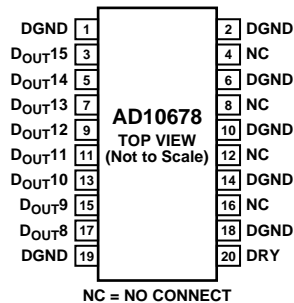 DGND 1 2 DGND
DOUT15 3 4 NC
DOUT14 5 6 DGND
DOUT13 7 8 NC
DOUT12 9 10 DGND
DOUT11 11 12 NC
DOUT10 13 14 DGND
DOUT9 15 16 NC
DOUT8 17 18 DGND
DGND 19 20 DRY
AD10678
TOP VIEW
(Not to Scale)
NC = NO CONNECT